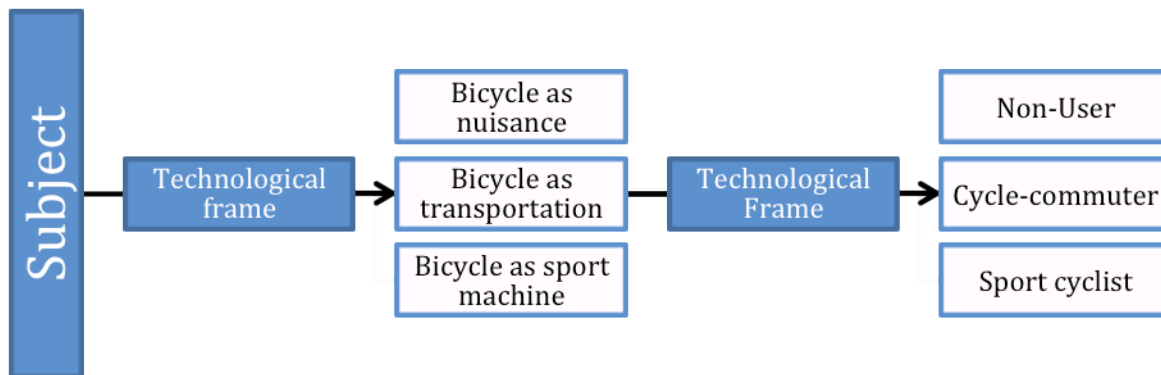 Subject
Technological
frame
Bicycle as
nuisance
Bicycle as
transportation
Bicycle as sport
machine
Technological
Frame
Non-User
Cycle-commuter
Sport cyclist